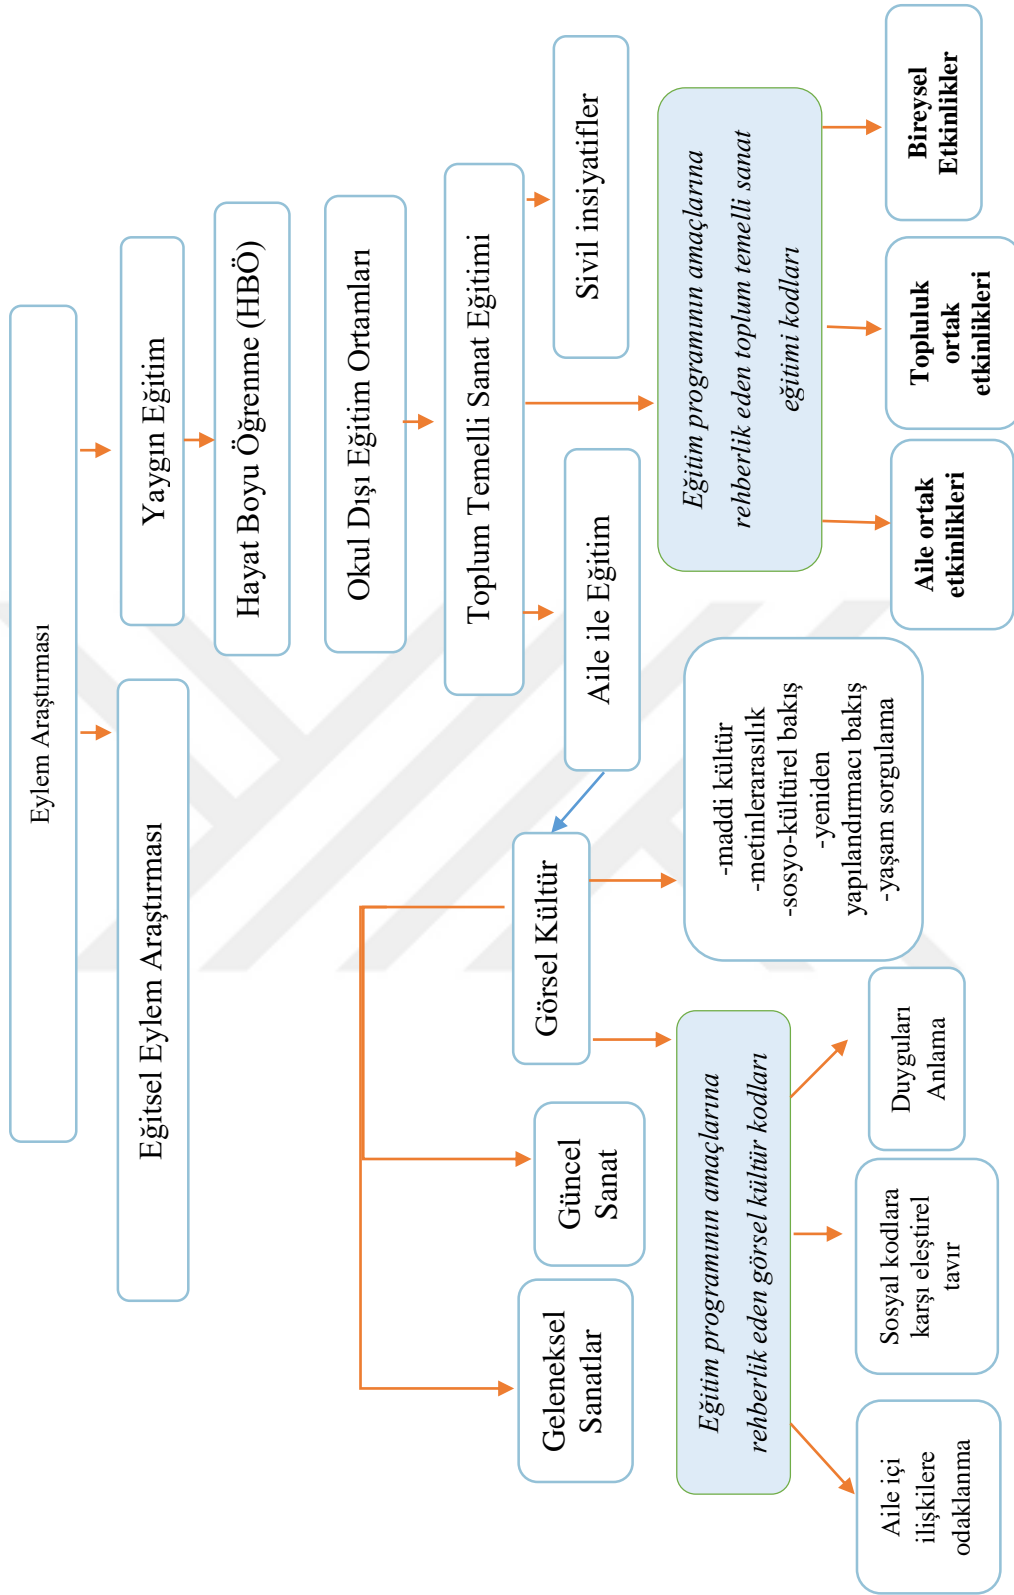 Eylem Araştırması
Eğitsel Eylem Araştırması
Yaygın Eğitim
Hayat Boyu Öğrenme (HBÖ)
Okul Dışı Eğitim Ortamları
Toplum Temelli Sanat Eğitimi
Geleneksel
Sanatlar
Güncel
Sanat
Görsel Kültür
Aile ile Eğitim
Sivil insiyatifler
Eğitim programının amaçlarına
rehberlik eden görsel kültür kodları
-maddi kültür
-metinlerarasılık
-sosyo-kültürel bakış
-yeniden
yapılandırmacı bakış
-yaşam sorgulama
Eğitim programının amaçlarına
rehberlik eden toplum temelli sanat
eğitimi kodları
Aile içi
ilişkilere
odaklanma
Sosyal kodlara
karşı eleştirel
tavır
Duyguları
Anlama
Aile ortak
etkinlikleri
Topluluk
ortak
etkinlikleri
Bireysel
Etkinlikler